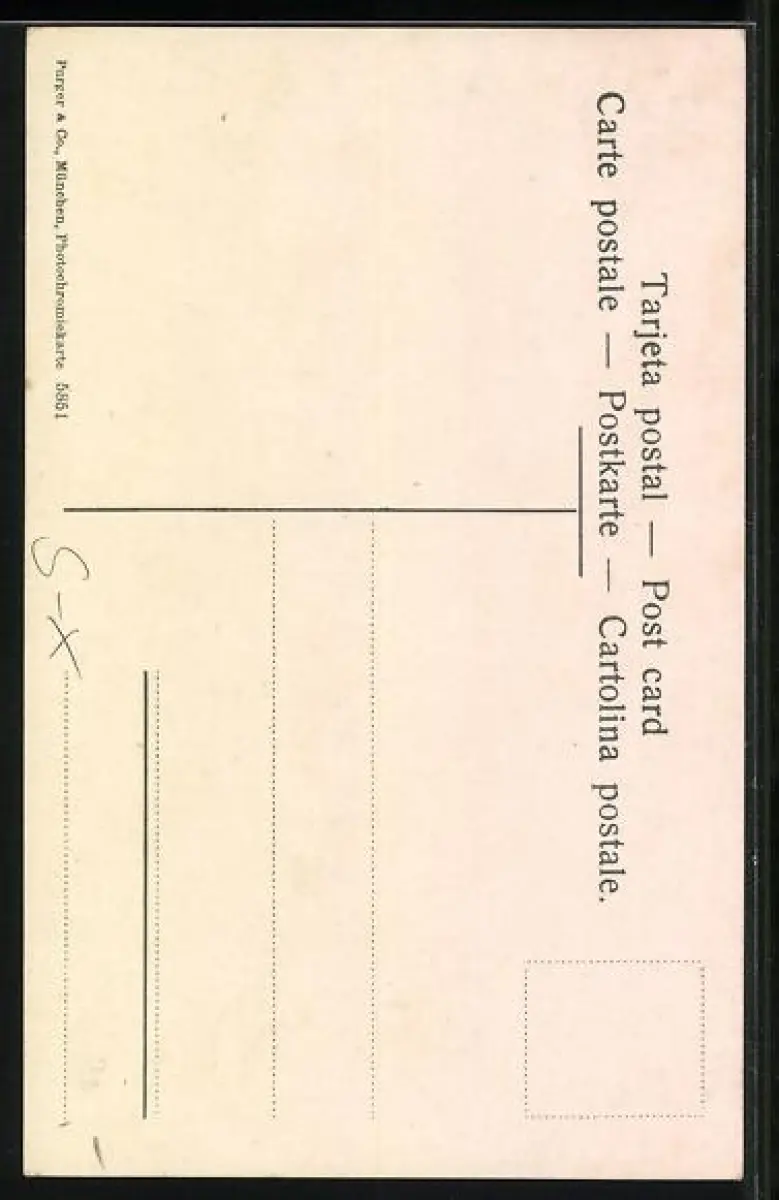 Tarjeta postal — Post card
Carte postale — Postkarte — Cartolina postale.
Purger & Co., München, Photochromiekarte 5851
S-X